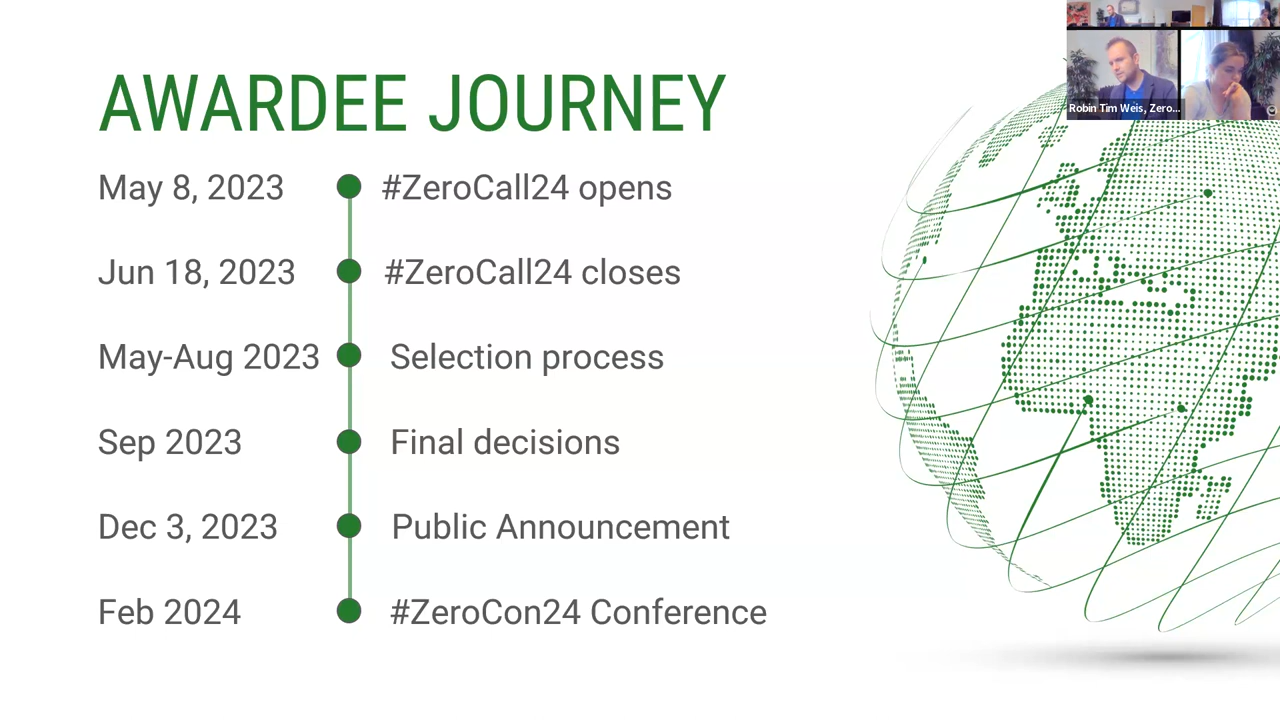 AWARDEE JOURNEY
May 8, 2023 #ZeroCall24 opens
Jun 18, 2023 #ZeroCall24 closes
May-Aug 2023 Selection process
Sep 2023 Final decisions
Dec 3, 2023 Public Announcement
Feb 2024 #ZeroCon24 Conference
Robin Tim Weis, Zero...